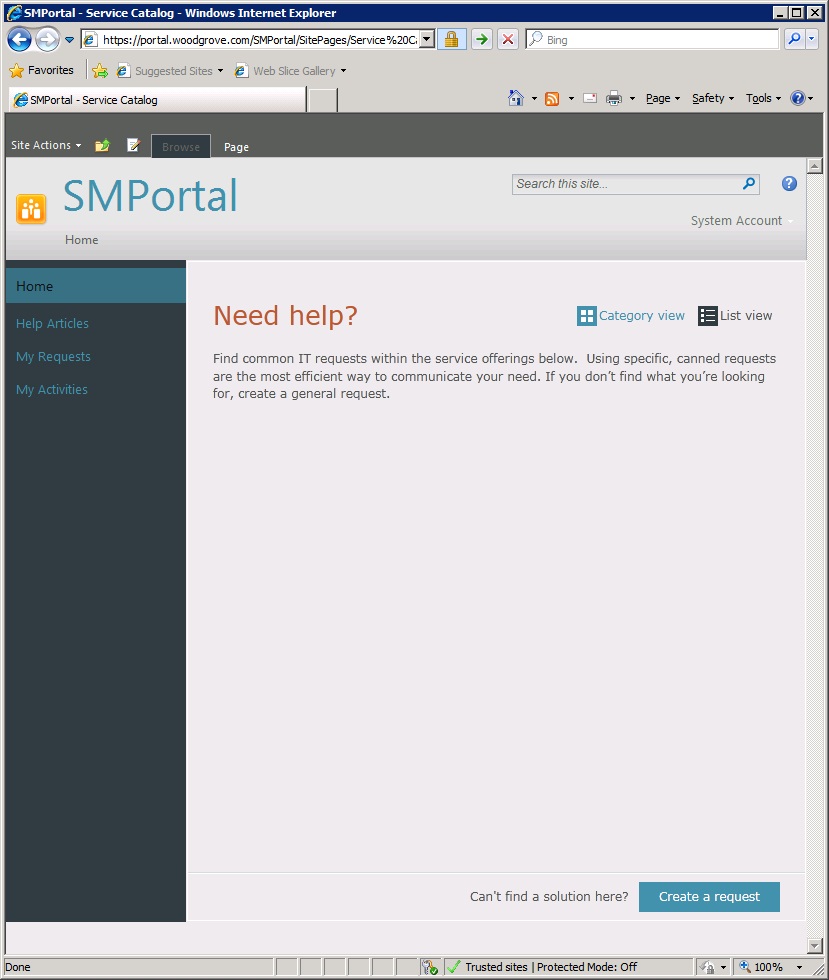 SMPortal - Service Catalog - Windows Internet Explorer
https://portal.woodgrove.com/SMPortal/SitePages/Service%20C
Bing
Favorites
Suggested Sites
Web Slice Gallery
SMPortal - Service Catalog
Page
Safety
Tools
Site Actions
Browse
Page
SMPortal
Search this site...
System Account
Home
Home
Help Articles
My Requests
My Activities
Need help?
Category view
List view
Find common IT requests within the service offerings below.  Using specific, canned requests
are the most efficient way to communicate your need. If you don’t find what you’re looking
for, create a general request.
Can't find a solution here?
Create a request
Done
Trusted sites | Protected Mode: Off
100%